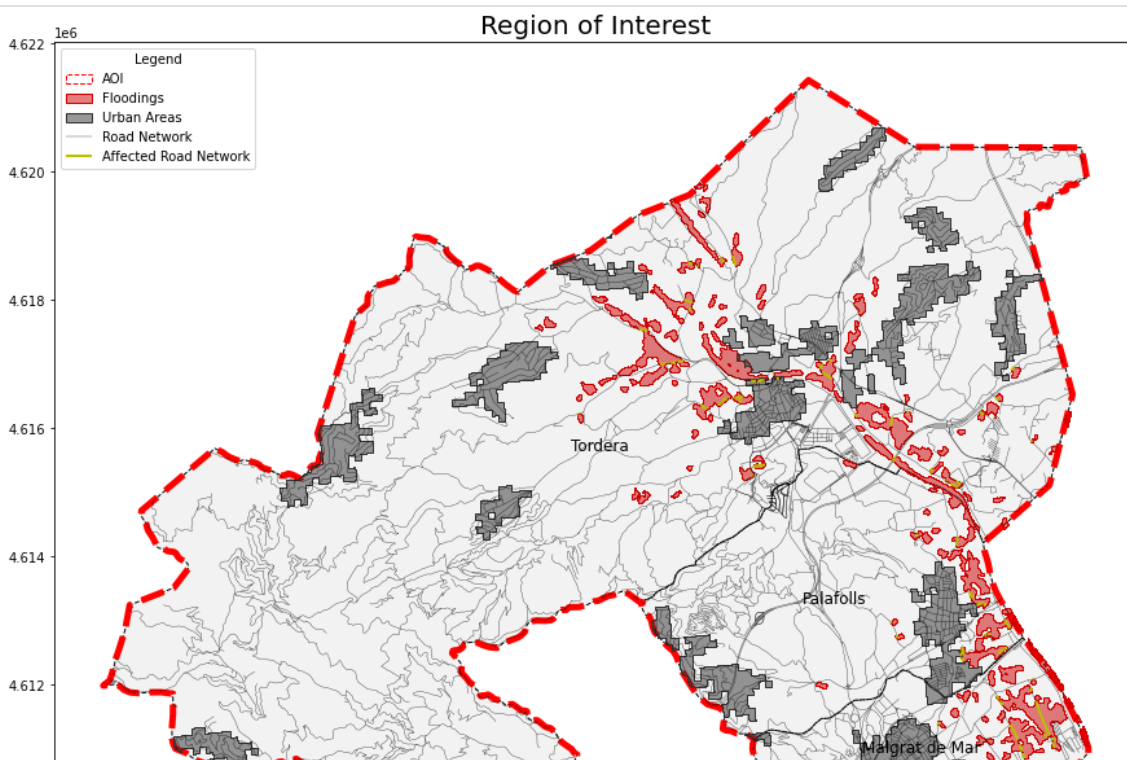 Region of Interest
1e6
4.622
4.620
4.618
4.616
4.614
4.612
Legend
AOI
Floodings
Urban Areas
Road Network
Affected Road Network
Tordera
Palafolls
Malgrat de Mar